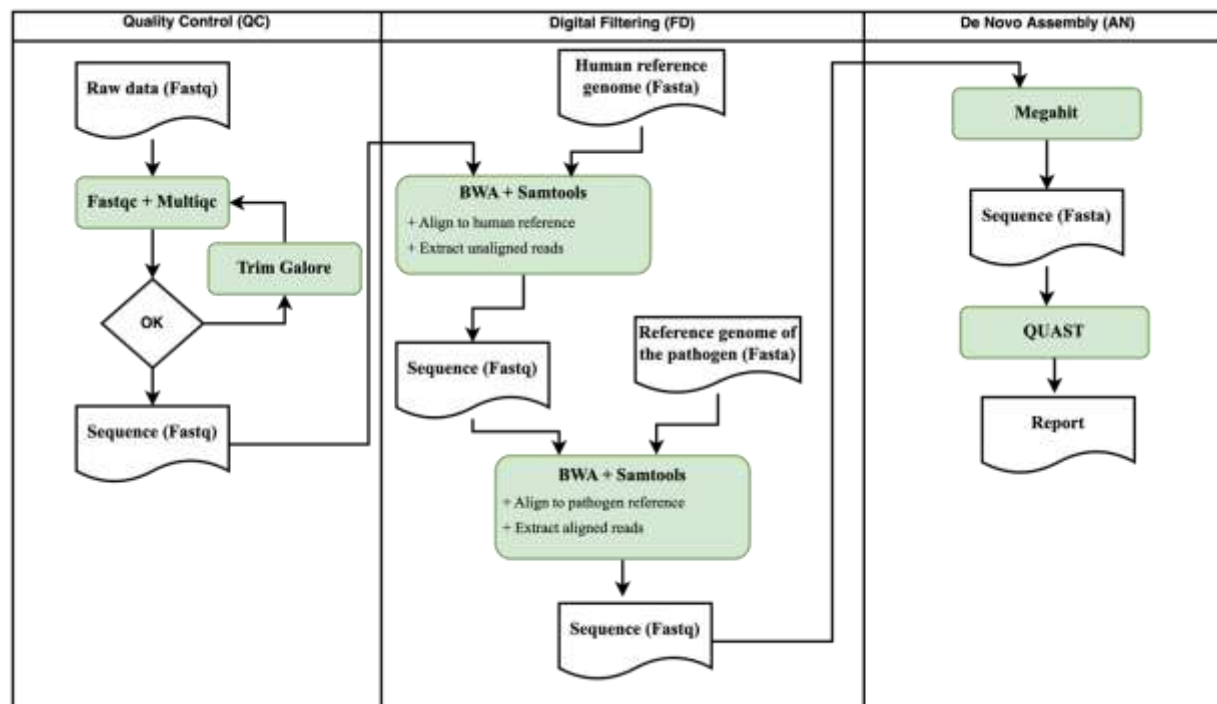 Quality Control (QC)
Raw data (Fastq)
Fastqc + Multiqc
Trim Galore
OK
Sequence (Fastq)
Digital Filtering (FD)
Human reference
genome (Fasta)
BWA + Samtools
+ Align to human reference
+ Extract unaligned reads
Sequence (Fastq)
Reference genome of
the pathogen (Fasta)
BWA + Samtools
+ Align to pathogen reference
+ Extract aligned reads
Sequence (Fastq)
De Novo Assembly (AN)
Megahit
Sequence (Fasta)
QUAST
Report